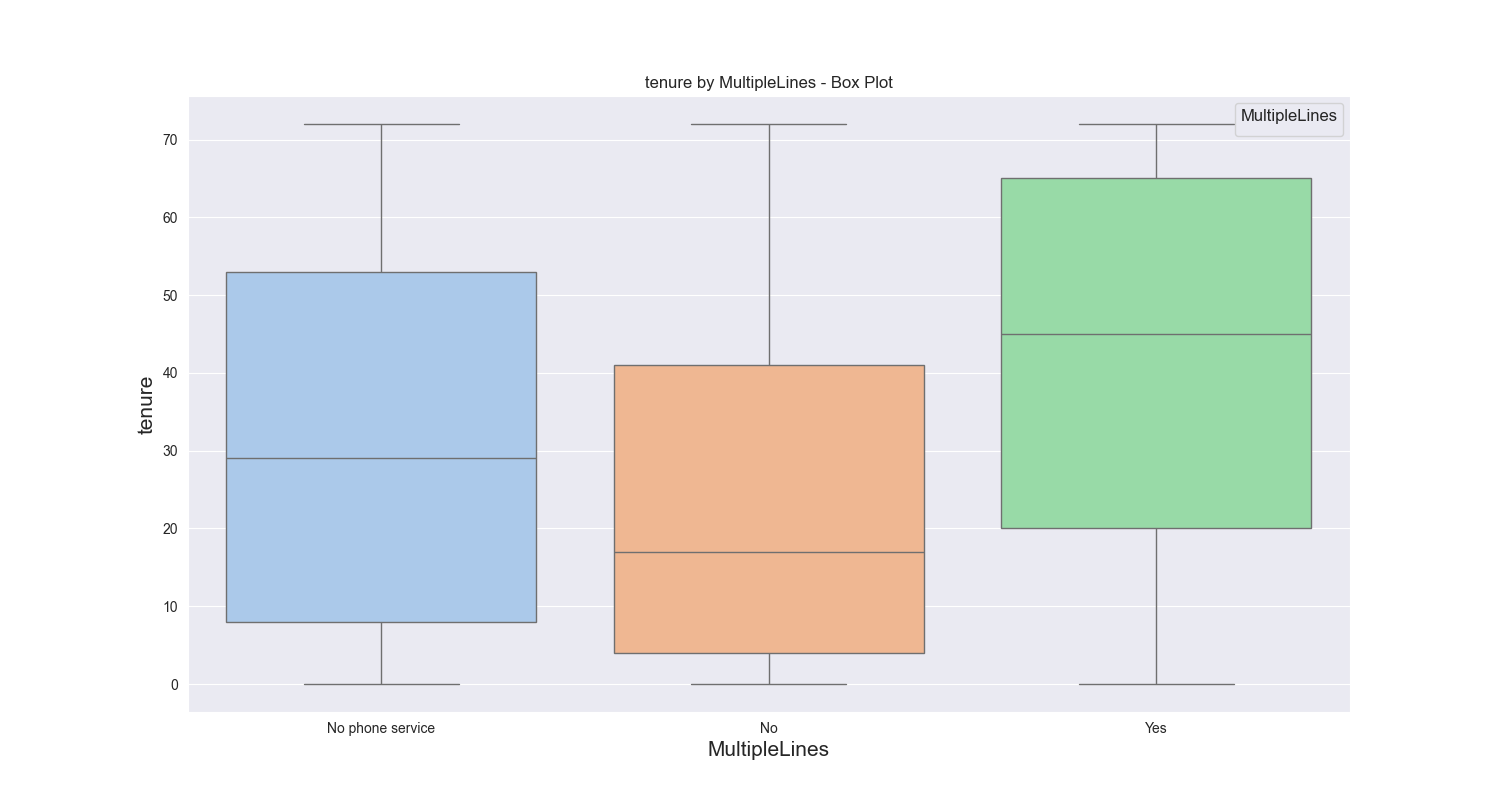 tenure by MultipleLines - Box Plot
MultipleLines
70
60
50
40
30
20
10
0
tenure
No phone service
No
Yes
MultipleLines